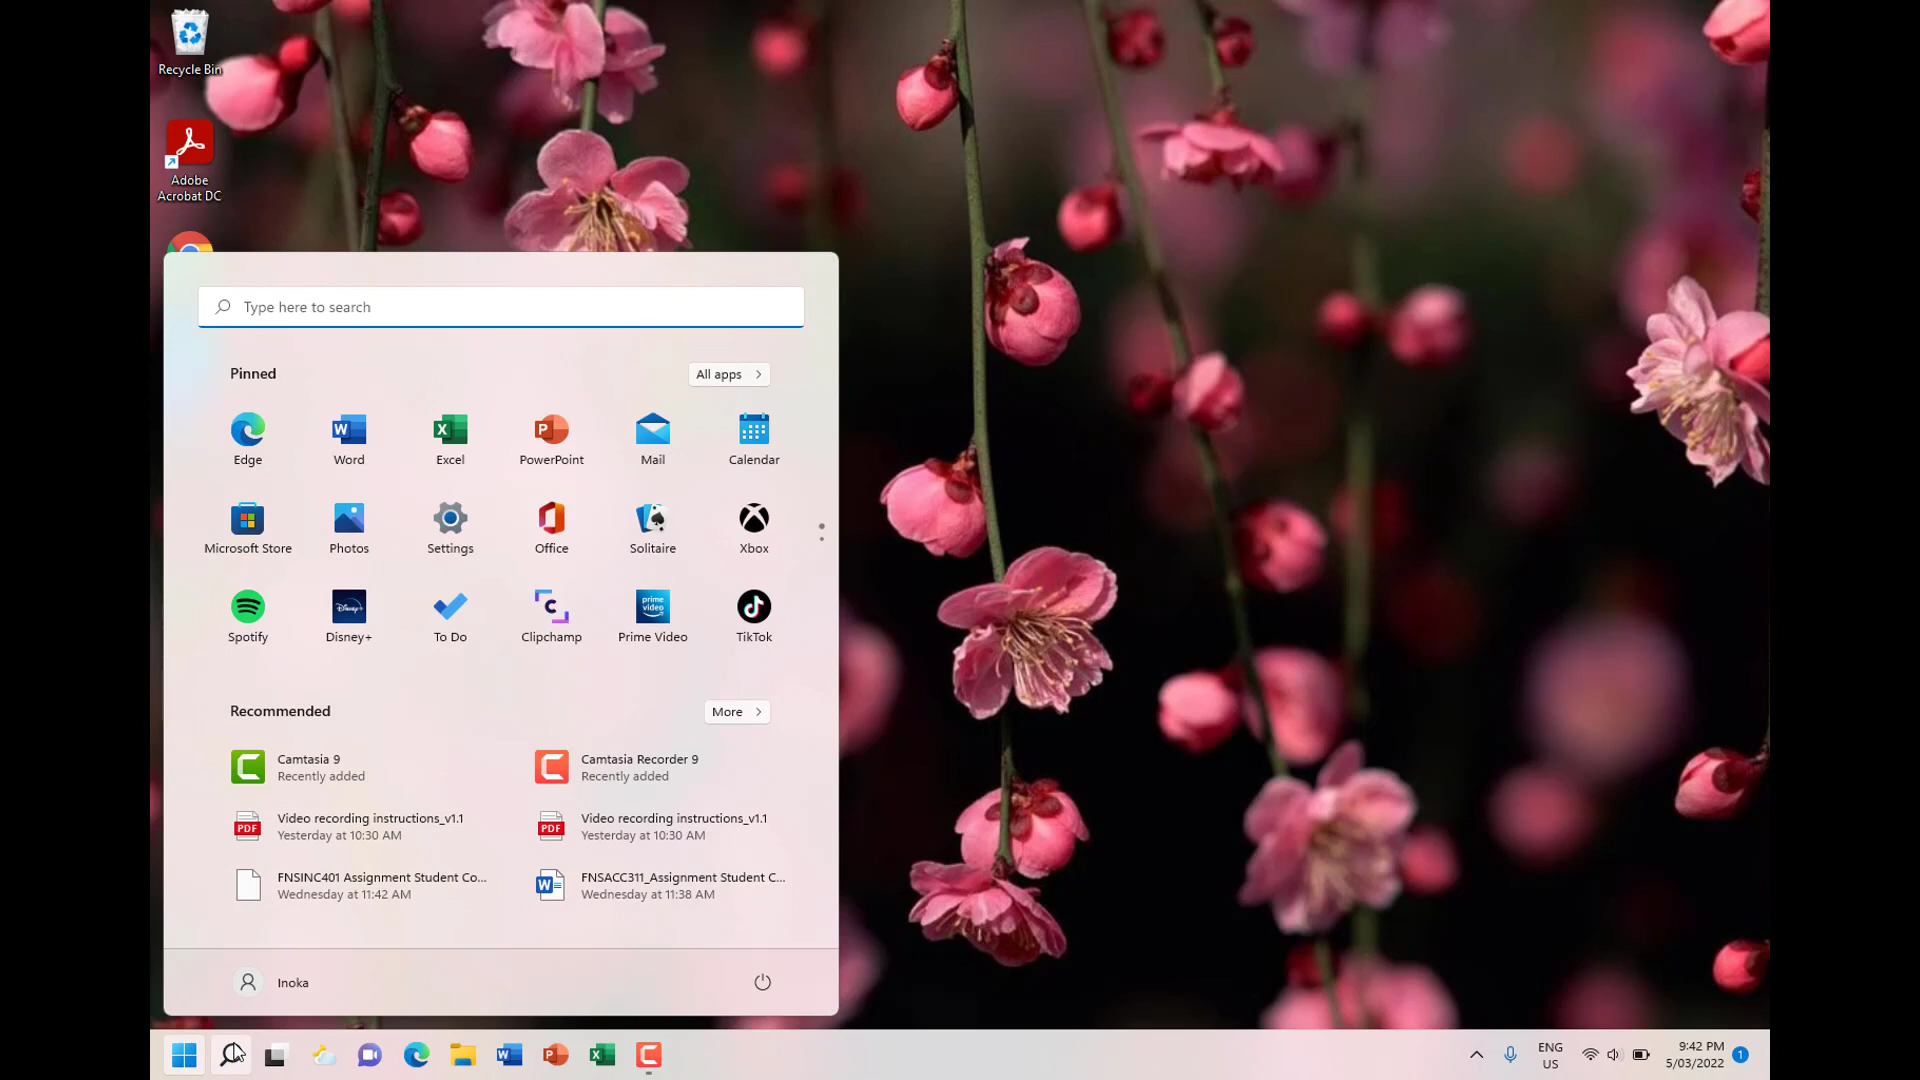 Recycle Bin
Adobe
Acrobat DC
Type here to search
Pinned
All apps
Edge
Word
Excel
PowerPoint
Mail
Calendar
Microsoft Store
Photos
Settings
Office
Solitaire
Xbox
Spotify
Disney+
To Do
Clipchamp
Prime Video
TikTok
Recommended
More
Camtasia 9
Recently added
Camtasia Recorder 9
Recently added
Video recording instructions_v1.1
Yesterday at 10:30 AM
Video recording instructions_v1.1
Yesterday at 10:30 AM
FNSINC401 Assignment Student Co...
Wednesday at 11:42 AM
FNSACC311_Assignment Student C...
Wednesday at 11:38 AM
Inoka
ENG
US
9:42 PM
5/03/2022
1